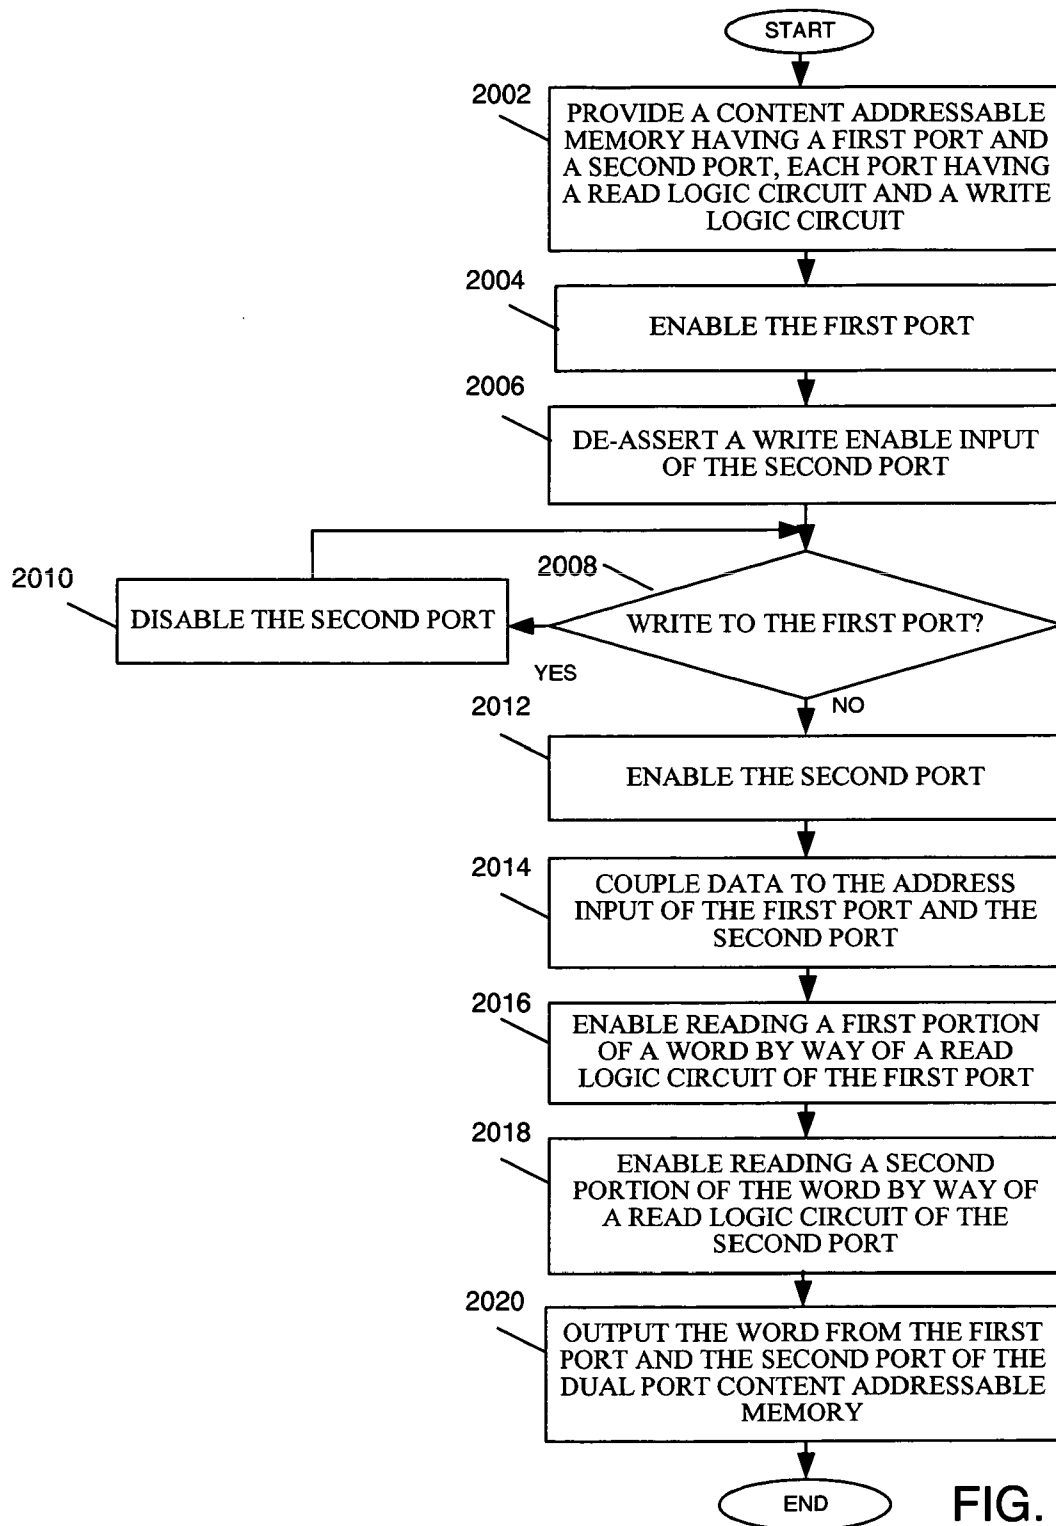 START
2002
PROVIDE A CONTENT ADDRESSABLE
MEMORY HAVING A FIRST PORT AND
A SECOND PORT, EACH PORT HAVING
A READ LOGIC CIRCUIT AND A WRITE
LOGIC CIRCUIT
2004
ENABLE THE FIRST PORT
2006
DE-ASSERT A WRITE ENABLE INPUT
OF THE SECOND PORT
2008
2010
DISABLE THE SECOND PORT
WRITE TO THE FIRST PORT?
YES
NO
2012
ENABLE THE SECOND PORT
2014
COUPLE DATA TO THE ADDRESS
INPUT OF THE FIRST PORT AND THE
SECOND PORT
2016
ENABLE READING A FIRST PORTION
OF A WORD BY WAY OF A READ
LOGIC CIRCUIT OF THE FIRST PORT
2018
ENABLE READING A SECOND
PORTION OF THE WORD BY WAY OF
A READ LOGIC CIRCUIT OF THE
SECOND PORT
2020
OUTPUT THE WORD FROM THE FIRST
PORT AND THE SECOND PORT OF THE
DUAL PORT CONTENT ADDRESSABLE
MEMORY
END
FIG.